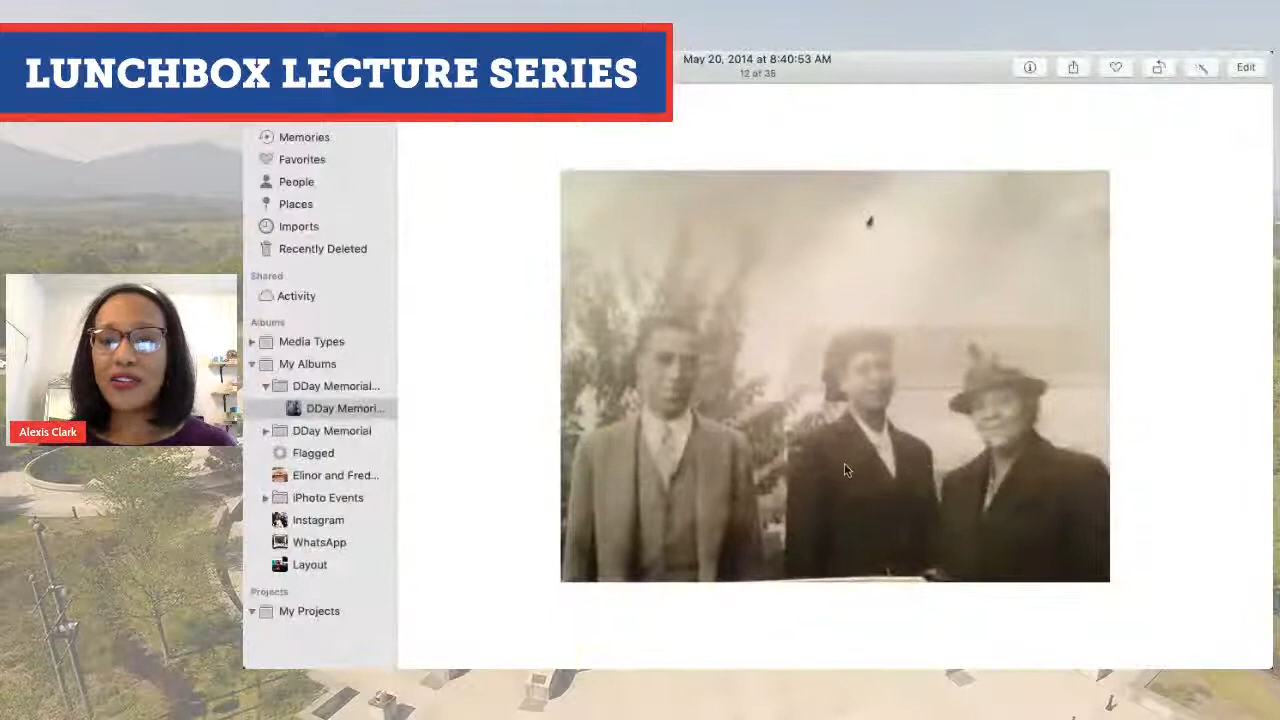 LUNCHBOX LECTURE SERIES
May 20, 2014 at 8:40:53 AM
12 of 35
Edit
Memories
Favorites
People
Places
Imports
Recently Deleted
Shared
Activity
Albums
Media Types
My Albums
DDay Memorial...
DDay Memori...
DDay Memorial
Flagged
Elinor and Fred...
iPhoto Events
Instagram
WhatsApp
Layout
Projects
My Projects
Alexis Clark